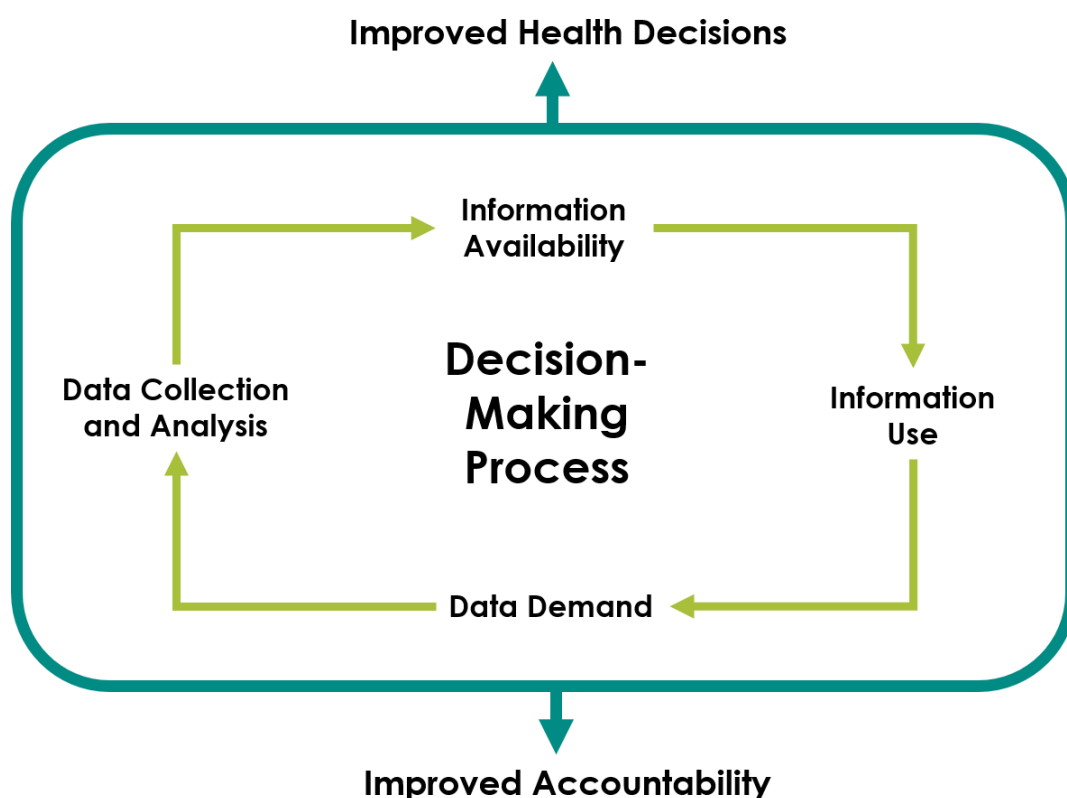 Improved Health Decisions
Information
Availability
Decision-
Making
Process
Data Collection
and Analysis
Information
Use
Data Demand
Improved Accountability